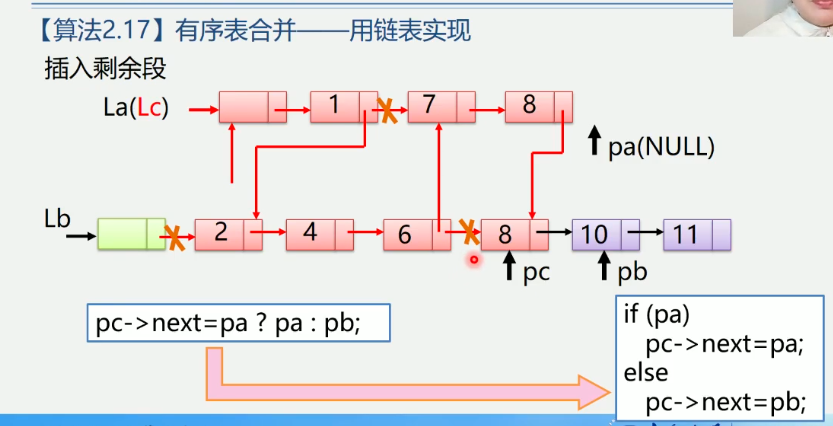 【算法2.17】有序表合并——用链表实现
插入剩余段
La(Lc)
1
7
8
pa(NULL)
Lb
2
4
6
8
10
11
pc
pb
pc->next=pa ? pa : pb;
if (pa)
pc->next=pa;
else
pc->next=pb;